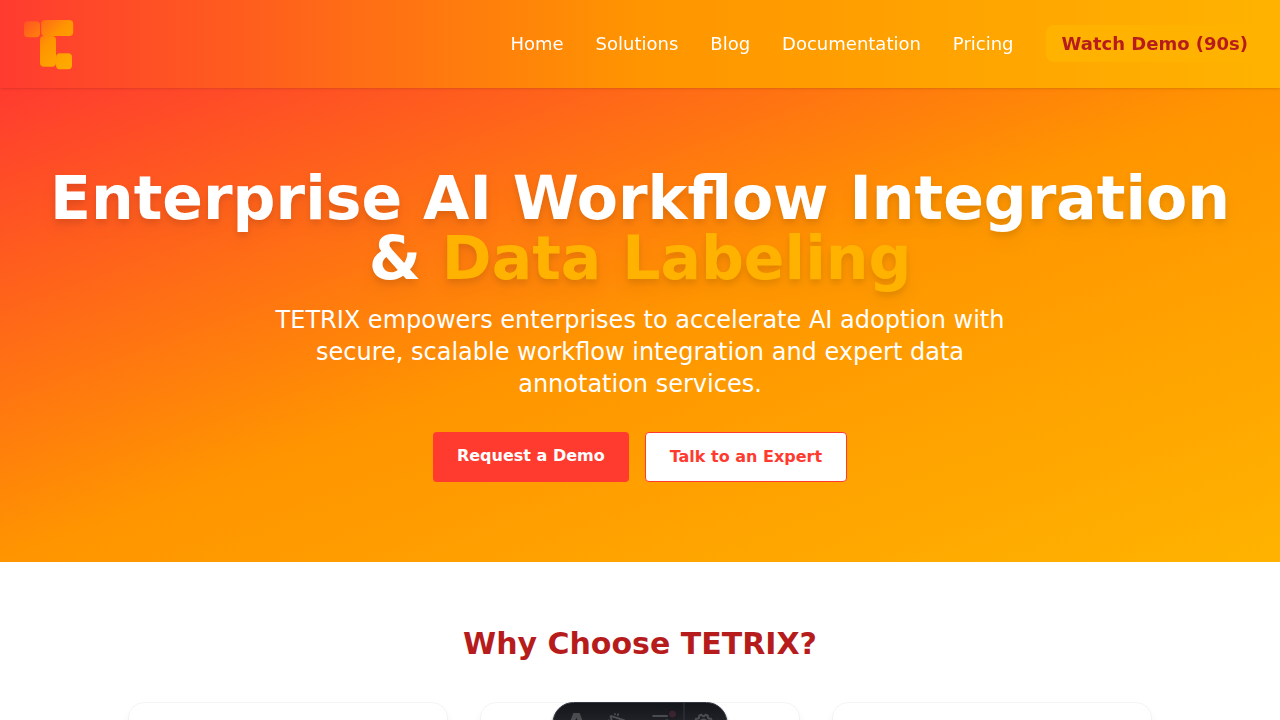 Home
Solutions
Blog
Documentation
Pricing
Watch Demo (90s)
Enterprise AI Workflow Integration
& Data Labeling
TETRIX empowers enterprises to accelerate AI adoption with
secure, scalable workflow integration and expert data
annotation services.
Request a Demo
Talk to an Expert
Why Choose TETRIX?